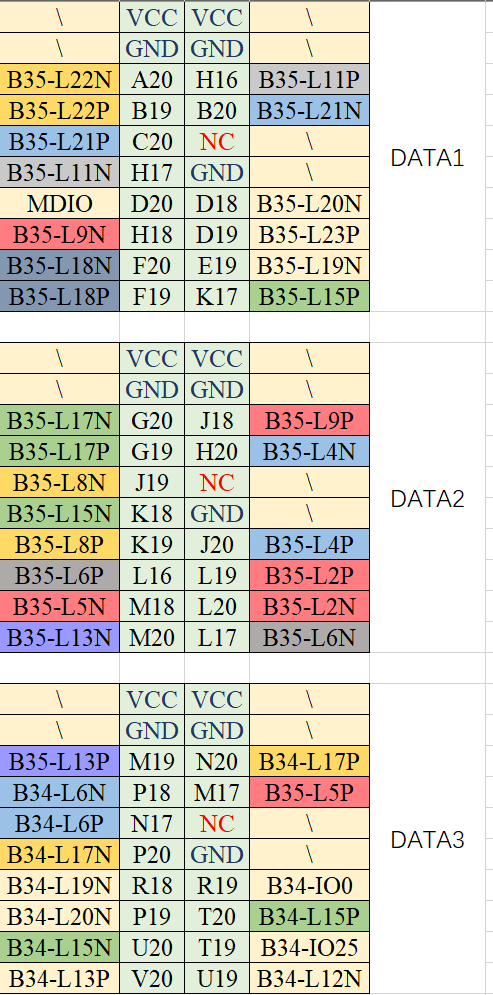 \ VCC VCC \
\ GND GND \
B35-L22N A20 H16 B35-L11P
B35-L22P B19 B20 B35-L21N
B35-L21P C20 NC \
B35-L11N H17 GND \
MDIO D20 D18 B35-L20N
B35-L9N H18 D19 B35-L23P
B35-L18N F20 E19 B35-L19N
B35-L18P F19 K17 B35-L15P
DATA1
\ VCC VCC \
\ GND GND \
B35-L17N G20 J18 B35-L9P
B35-L17P G19 H20 B35-L4N
B35-L8N J19 NC \
B35-L15N K18 GND \
B35-L8P K19 J20 B35-L4P
B35-L6P L16 L19 B35-L2P
B35-L5N M18 L20 B35-L2N
B35-L13N M20 L17 B35-L6N
DATA2
\ VCC VCC \
\ GND GND \
B35-L13P M19 N20 B34-L17P
B34-L6N P18 M17 B35-L5P
B34-L6P N17 NC \
B34-L17N P20 GND \
B34-L19N R18 R19 B34-IO0
B34-L20N P19 T20 B34-L15P
B34-L15N U20 T19 B34-IO25
B34-L13P V20 U19 B34-L12N
DATA3